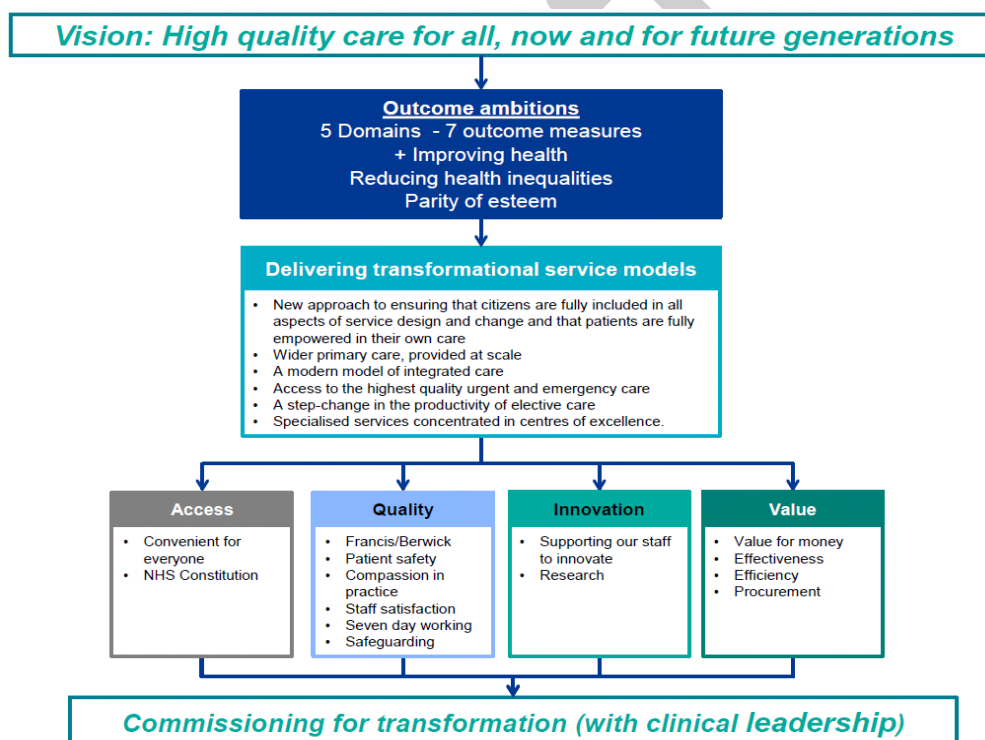 Vision: High quality care for all, now and for future generations
Outcome ambitions
5 Domains - 7 outcome measures
+ Improving health
Reducing health inequalities
Parity of esteem
Delivering transformational service models
• New approach to ensuring that citizens are fully included in all
aspects of service design and change and that patients are fully
empowered in their own care
• Wider primary care, provided at scale
• A modern model of integrated care
• Access to the highest quality urgent and emergency care
• A step-change in the productivity of elective care
• Specialised services concentrated in centres of excellence.
Access
• Convenient for
everyone
• NHS Constitution
Quality
• Francis/Berwick
• Patient safety
• Compassion in
practice
• Staff satisfaction
• Seven day working
• Safeguarding
Innovation
• Supporting our staff
to innovate
• Research
Value
• Value for money
• Effectiveness
• Efficiency
• Procurement
Commissioning for transformation (with clinical leadership)